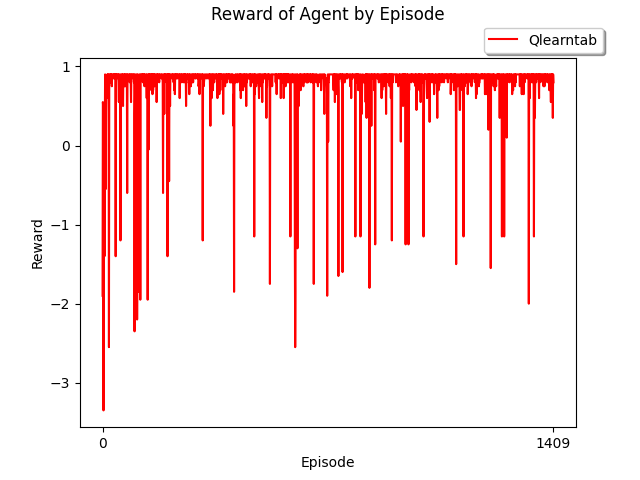 Reward of Agent by Episode
Qlearntab
1
0
−1
−2
−3
Reward
0 1409
Episode